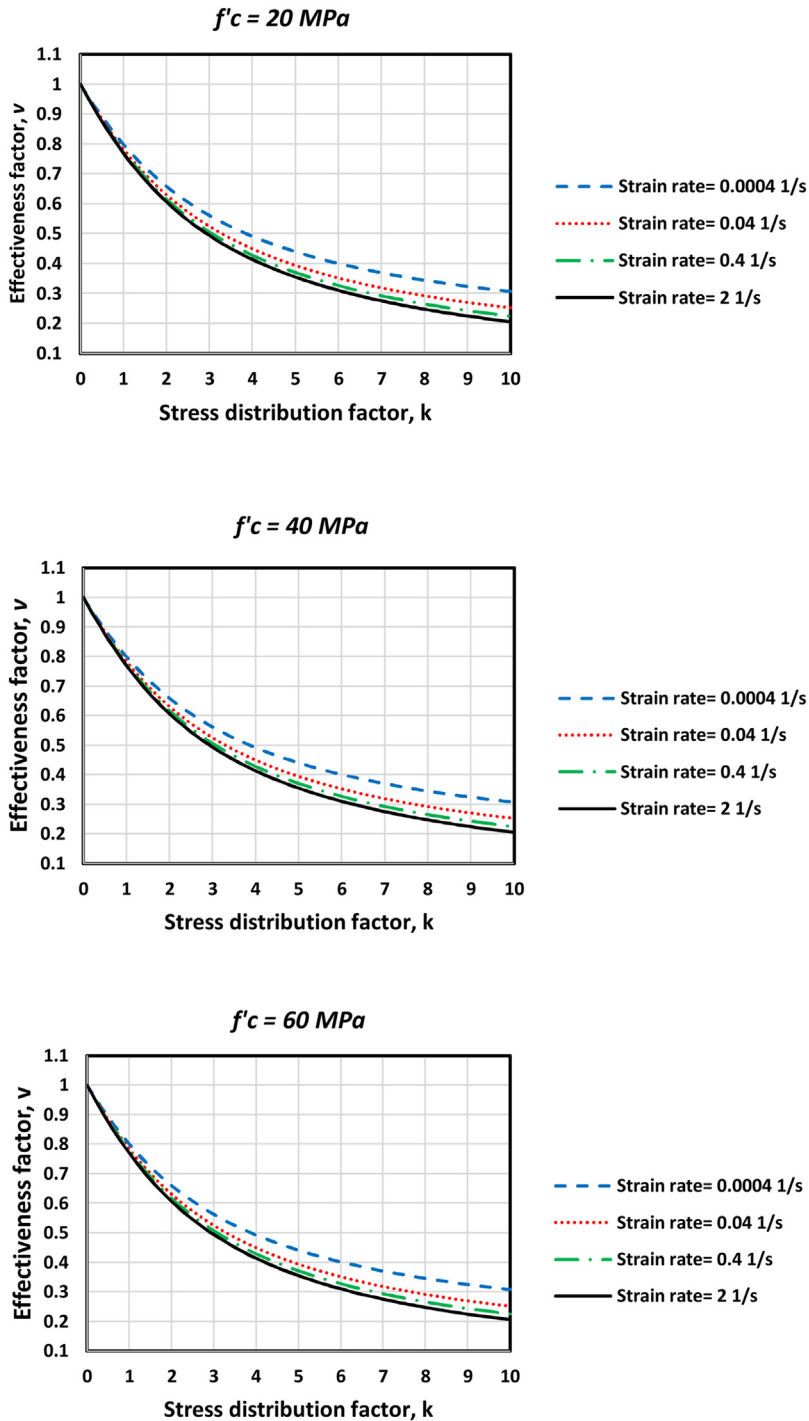 f'c = 20 MPa
1.1
1
0.9
0.8
0.7
0.6
0.5
0.4
0.3
0.2
0.1
Effectiveness factor, v
0 1 2 3 4 5 6 7 8 9 10
Stress distribution factor, k
Strain rate= 0.0004 1/s
Strain rate= 0.04 1/s
Strain rate= 0.4 1/s
Strain rate= 2 1/s
f'c = 40 MPa
1.1
1
0.9
0.8
0.7
0.6
0.5
0.4
0.3
0.2
0.1
Effectiveness factor, v
0 1 2 3 4 5 6 7 8 9 10
Stress distribution factor, k
Strain rate= 0.0004 1/s
Strain rate= 0.04 1/s
Strain rate= 0.4 1/s
Strain rate= 2 1/s
f'c = 60 MPa
1.1
1
0.9
0.8
0.7
0.6
0.5
0.4
0.3
0.2
0.1
Effectiveness factor, v
0 1 2 3 4 5 6 7 8 9 10
Stress distribution factor, k
Strain rate= 0.0004 1/s
Strain rate= 0.04 1/s
Strain rate= 0.4 1/s
Strain rate= 2 1/s